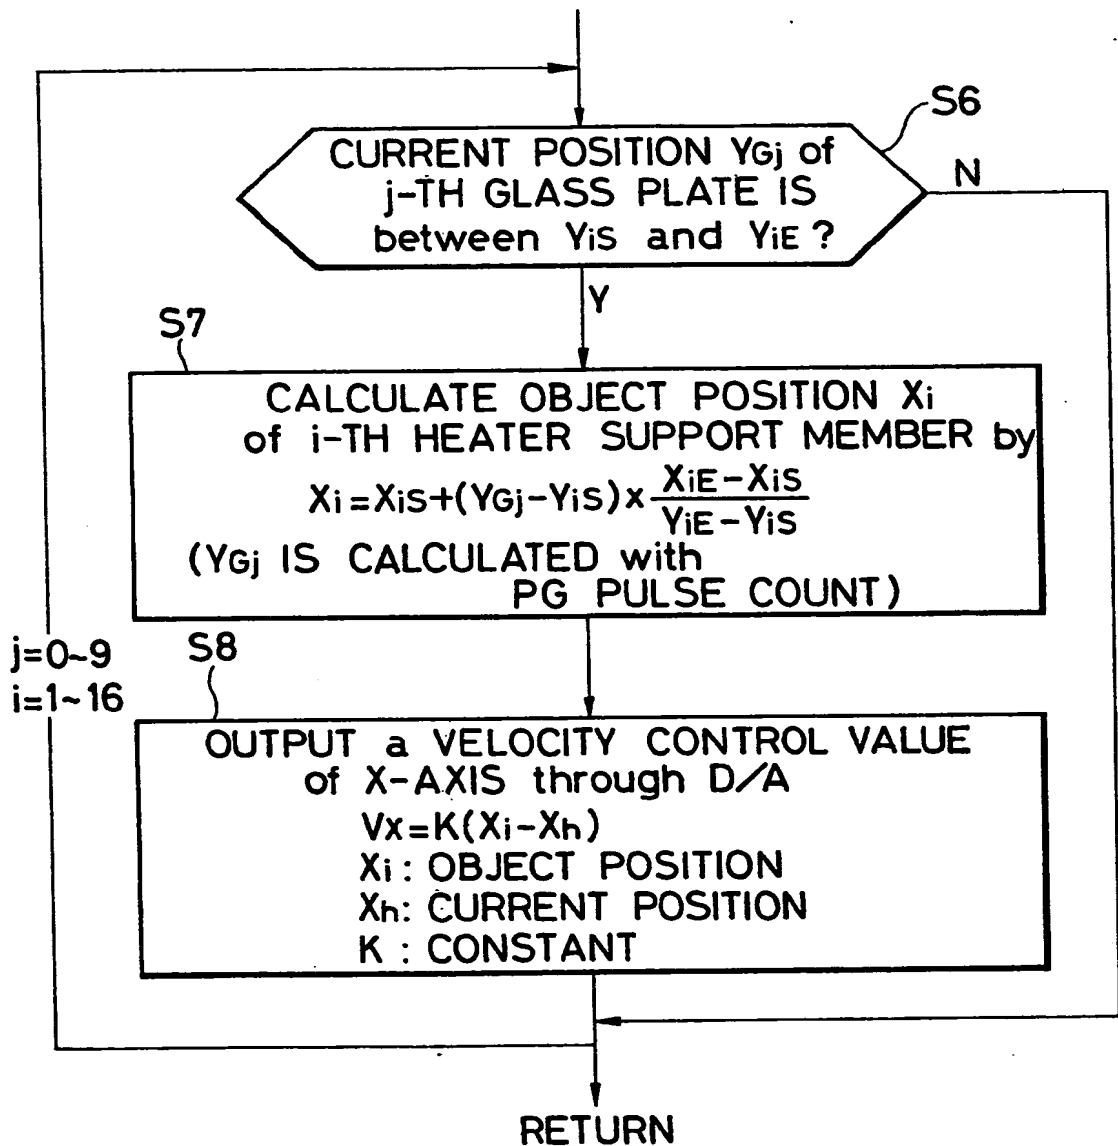 S6
CURRENT POSITION YGj of
j-TH GLASS PLATE IS
between YiS and YiE ?
N
Y
S7
CALCULATE OBJECT POSITION Xi
of i-TH HEATER SUPPORT MEMBER by
Xi = XiS + (YGj - YiS) x (XiE - XiS) / (YiE - YiS)
(YGj IS CALCULATED with
PG PULSE COUNT)
j=0~9
i=1~16
S8
OUTPUT a VELOCITY CONTROL VALUE
of X-AXIS through D/A
Vx=K(Xi-Xh)
Xi : OBJECT POSITION
Xh: CURRENT POSITION
K : CONSTANT
RETURN